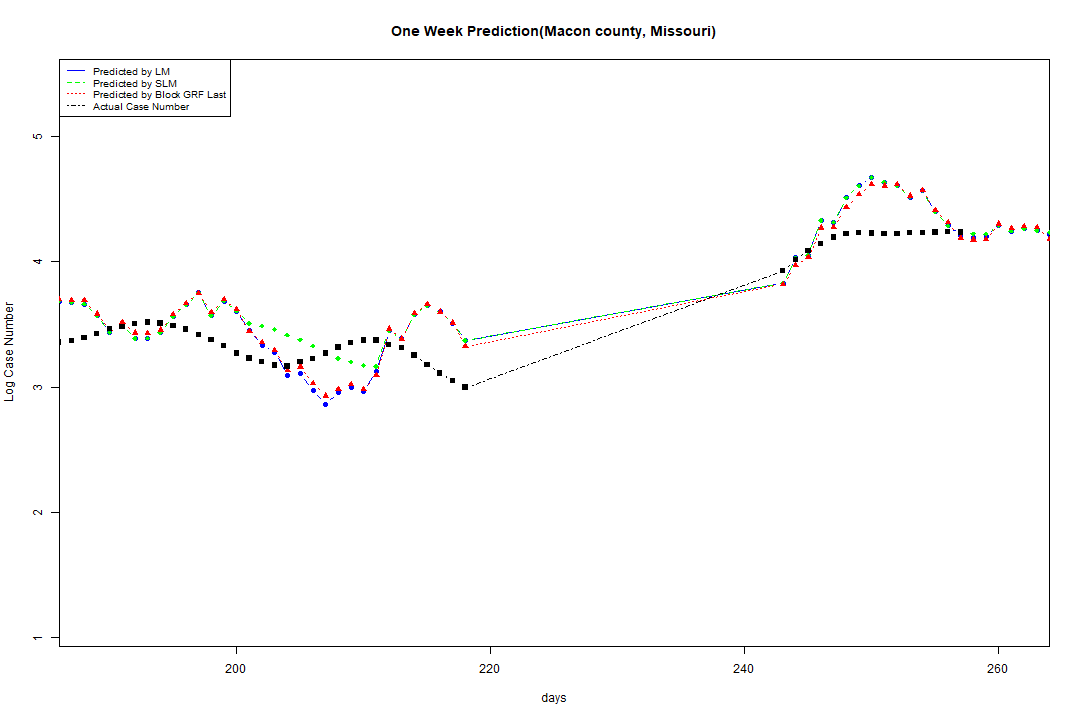 One Week Prediction(Macon county, Missouri)
Predicted by LM
Predicted by SLM
Predicted by Block GRF Last
Actual Case Number
5
4
3
2
1
Log Case Number
200
220
240
260
days